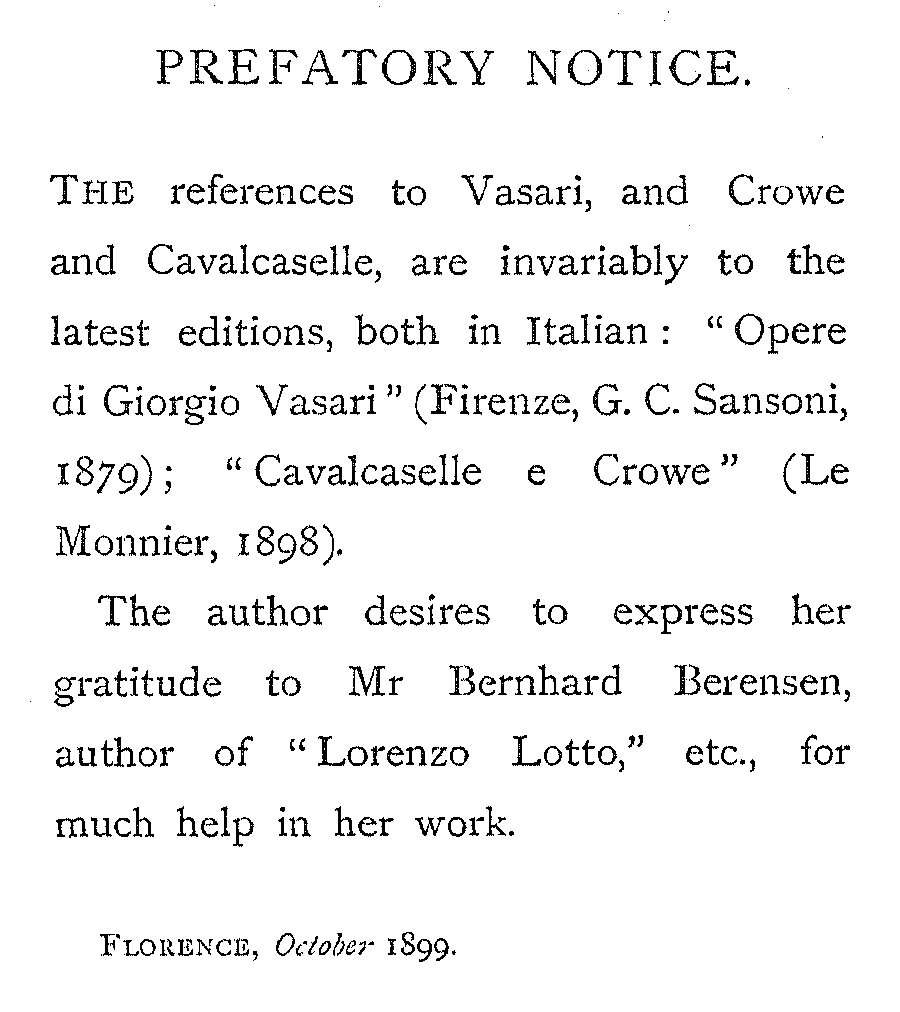 PREFATORY NOTICE.
THE references to Vasari, and Crowe
and Cavalcaselle, are invariably to the
latest editions, both in Italian : “ Opere
di Giorgio Vasari ” (Firenze, G. C. Sansoni,
1879) ; “ Cavalcaselle e Crowe ” (Le
Monnier, 1898).
The author desires to express her
gratitude to Mr Bernhard Berensen,
author of “ Lorenzo Lotto,” etc., for
much help in her work.
FLORENCE, October 1899.